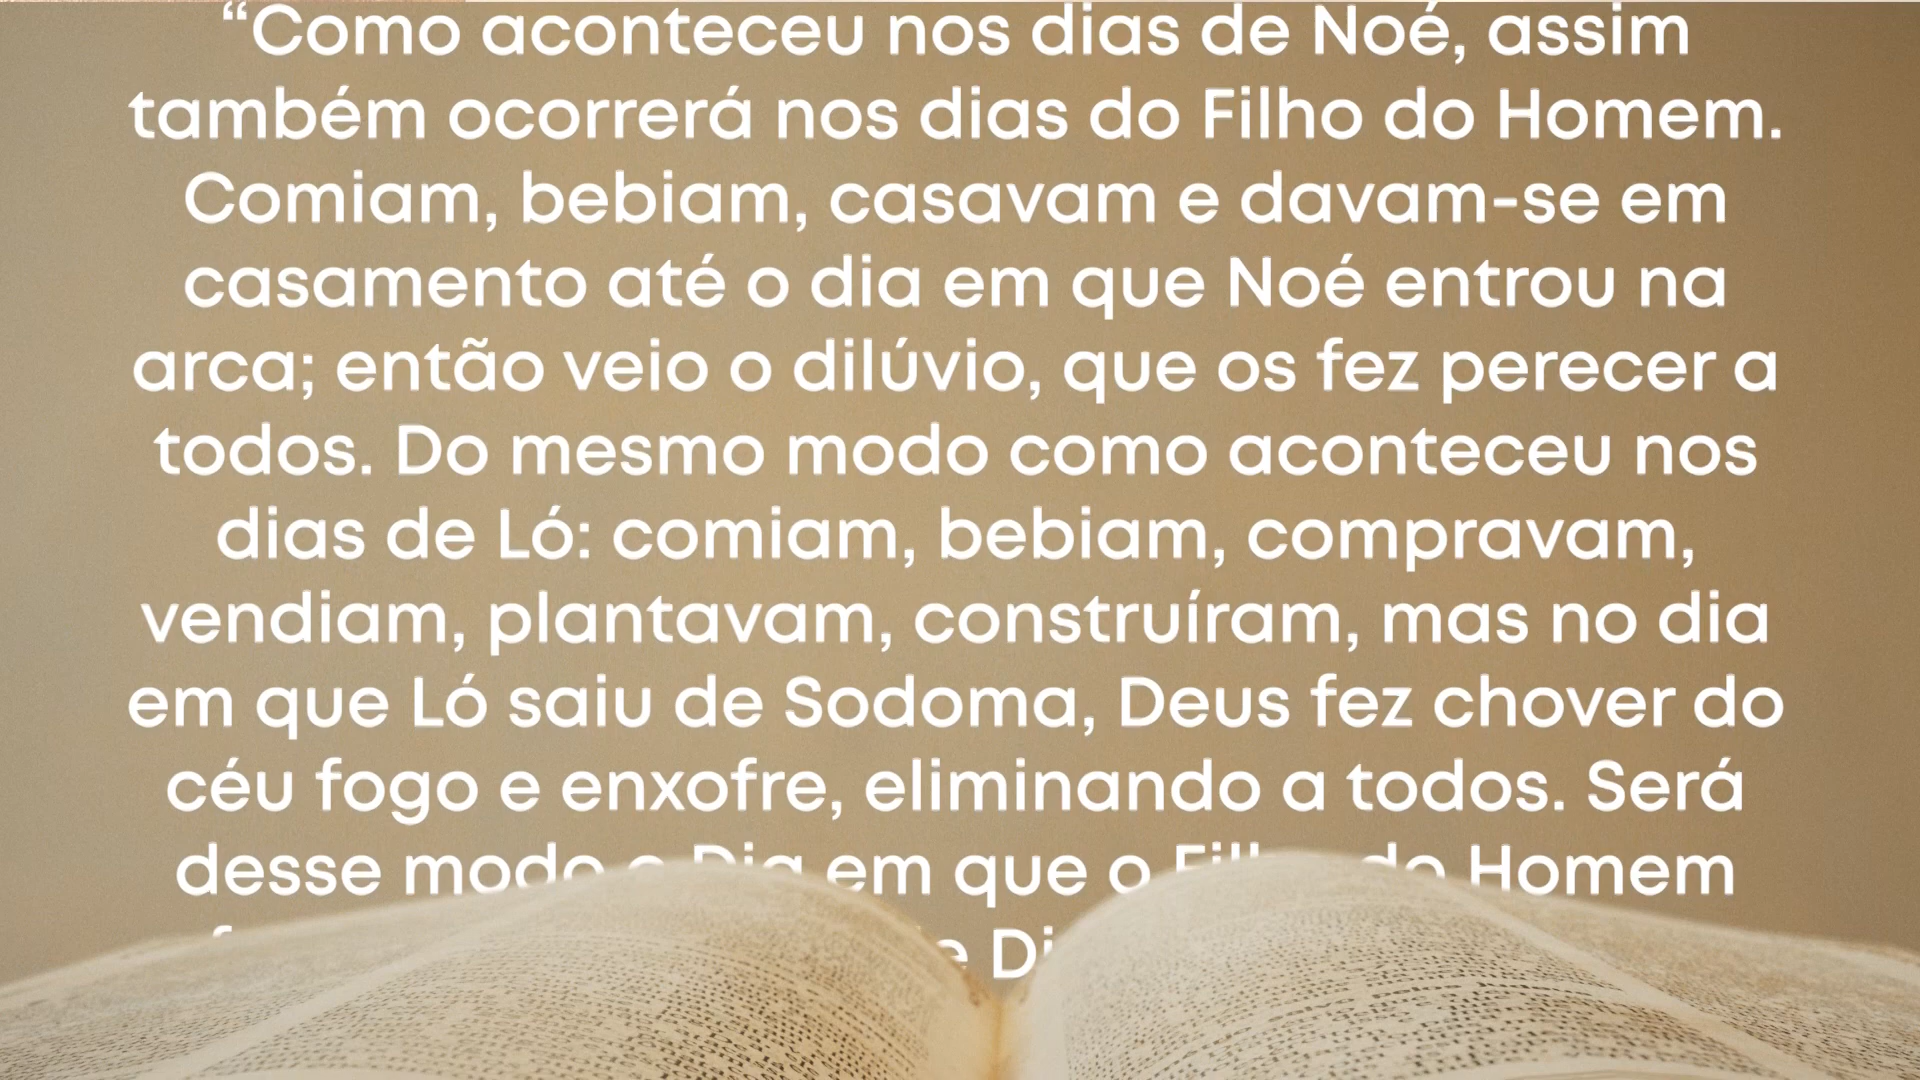 “Como aconteceu nos dias de Noé, assim
também ocorrerá nos dias do Filho do Homem.
Comiam, bebiam, casavam e davam-se em
casamento até o dia em que Noé entrou na
arca; então veio o dilúvio, que os fez perecer a
todos. Do mesmo modo como aconteceu nos
dias de Ló: comiam, bebiam, compravam,
vendiam, plantavam, construíram, mas no dia
em que Ló saiu de Sodoma, Deus fez chover do
céu fogo e enxofre, eliminando a todos. Será
desse modo o Dia em que o Filho do Homem